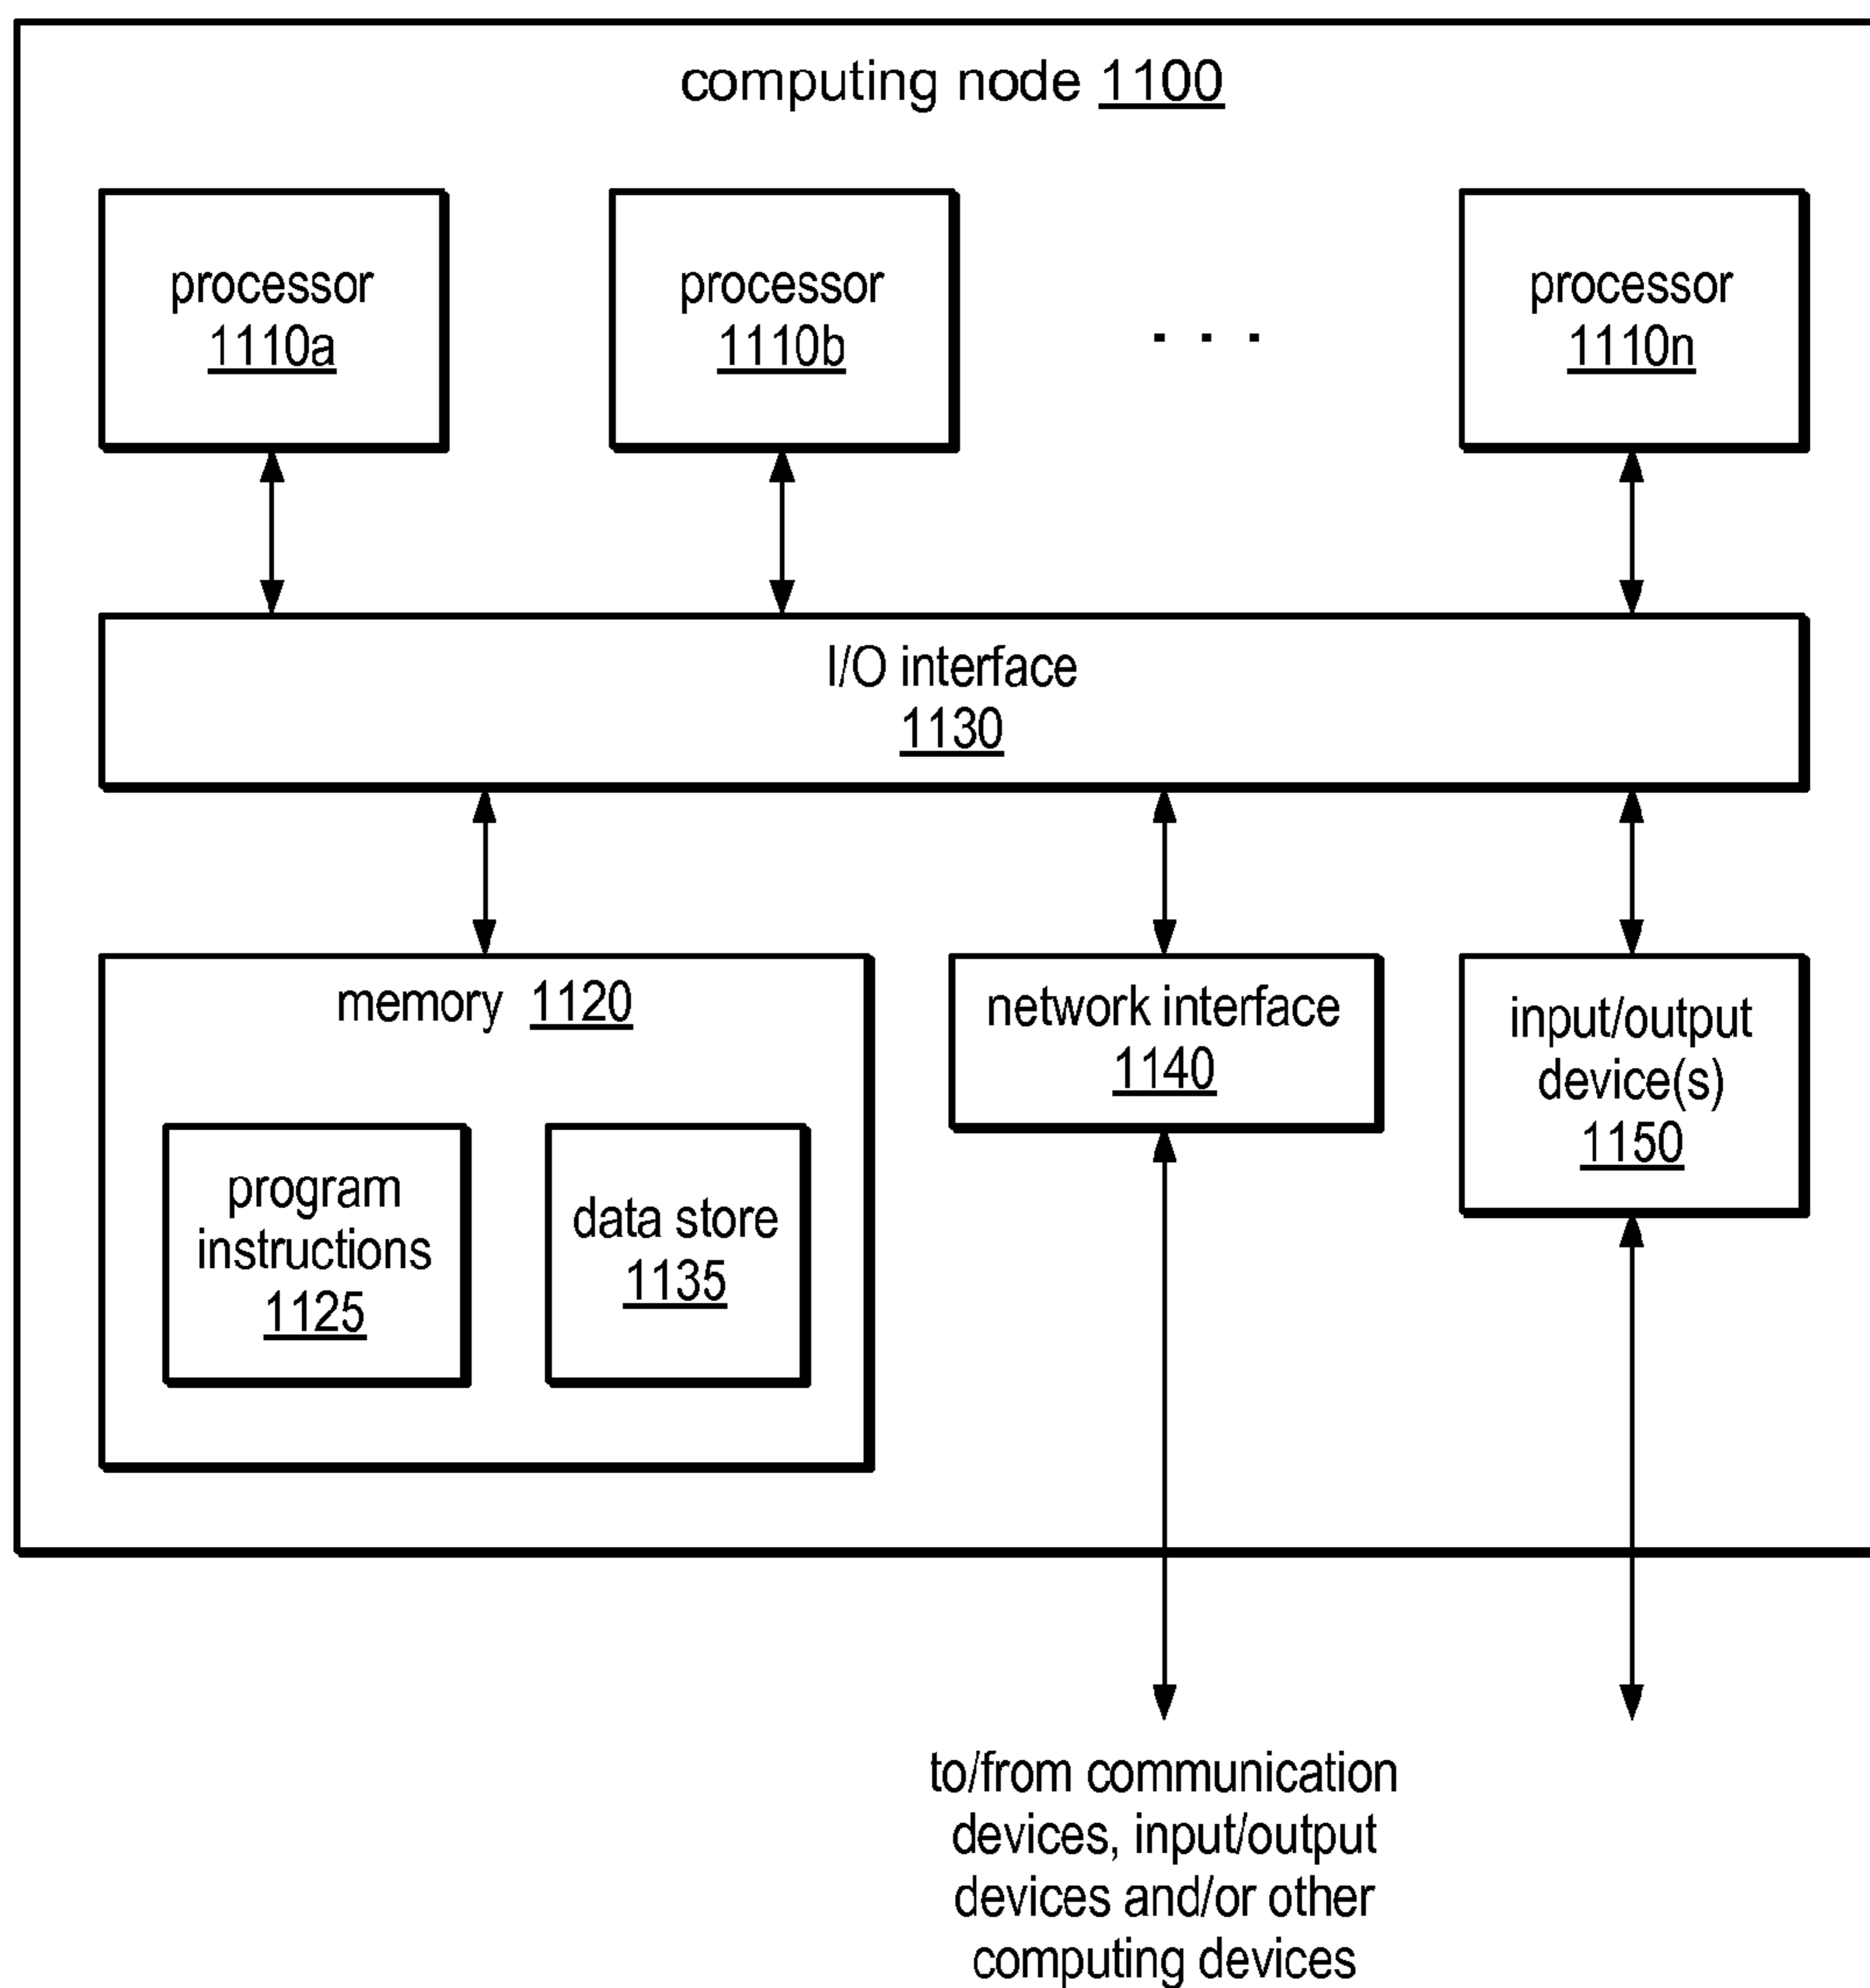 computing node 1100
processor
1110a
processor
1110b
. . .
processor
1110n
I/O interface
1130
memory 1120
program
instructions
1125
data store
1135
network interface
1140
input/output
device(s)
1150
to/from communication
devices, input/output
devices and/or other
computing devices